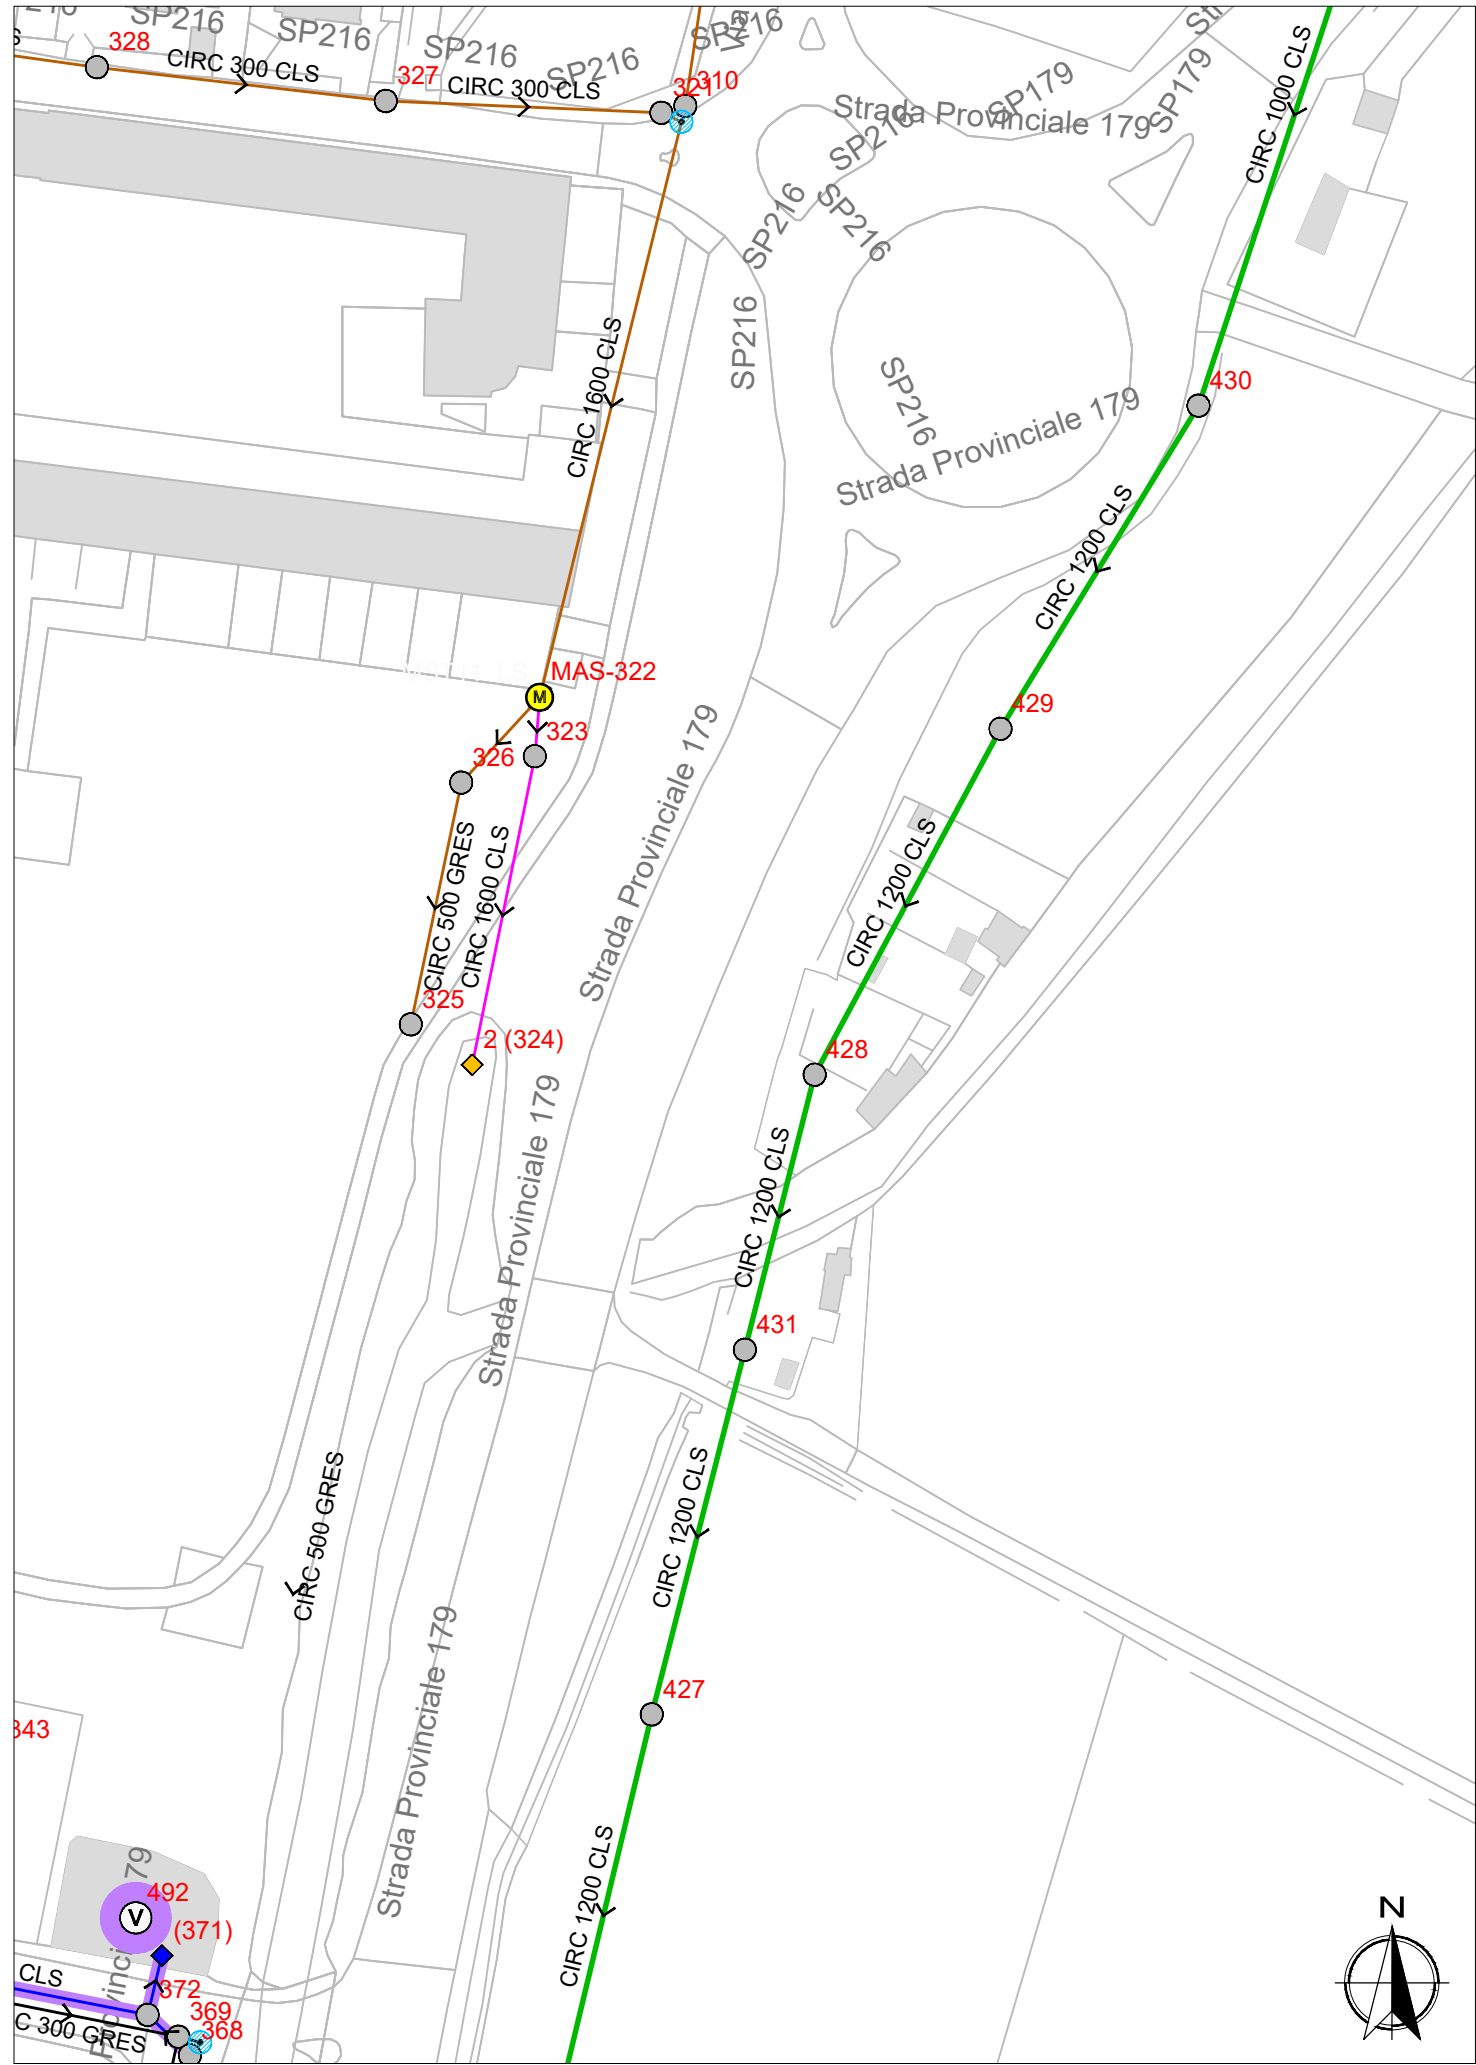 SP216
SP216
SP216
SP216
SP216
328
CIRC 300 CLS
327
CIRC 300 CLS
321
310
Strada Provinciale 179
SP179
SP179
SP216
SP216
SP216
SP216
SP216
Strada Provinciale 179
CIRC 1000 CLS
430
CIRC 1600 CLS
CIRC 1200 CLS
MAS-322
M
323
326
429
Strada Provinciale 179
CIRC 500 GRES
CIRC 1600 CLS
CIRC 1200 CLS
325
2 (324)
428
Strada Provinciale 179
CIRC 1200 CLS
431
CIRC 500 GRES
CIRC 1200 CLS
Strada Provinciale 179
427
343
492
V
(371)
CIRC 1200 CLS
CLS
372
369
368
C 300 GRES
N